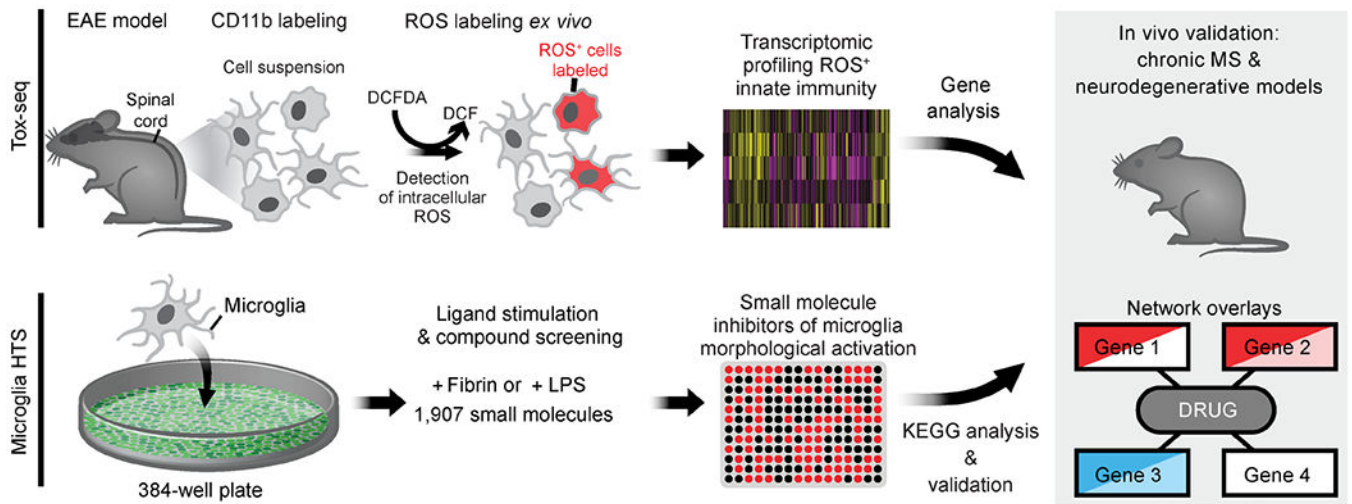 Tox-seq
EAE model
Spinal
cord
CD11b labeling
Cell suspension
ROS labeling ex vivo
DCFDA
DCF
Detection
of intracellular
ROS
ROS⁺ cells
labeled
Transcriptomic
profiling ROS⁺
innate immunity
Gene
analysis
In vivo validation:
chronic MS &
neurodegenerative models
Microglia HTS
Microglia
384-well plate
Ligand stimulation
& compound screening
+ Fibrin or + LPS
1,907 small molecules
Small molecule
inhibitors of microglia
morphological activation
KEGG analysis
&
validation
Network overlays
Gene 1
Gene 2
DRUG
Gene 3
Gene 4